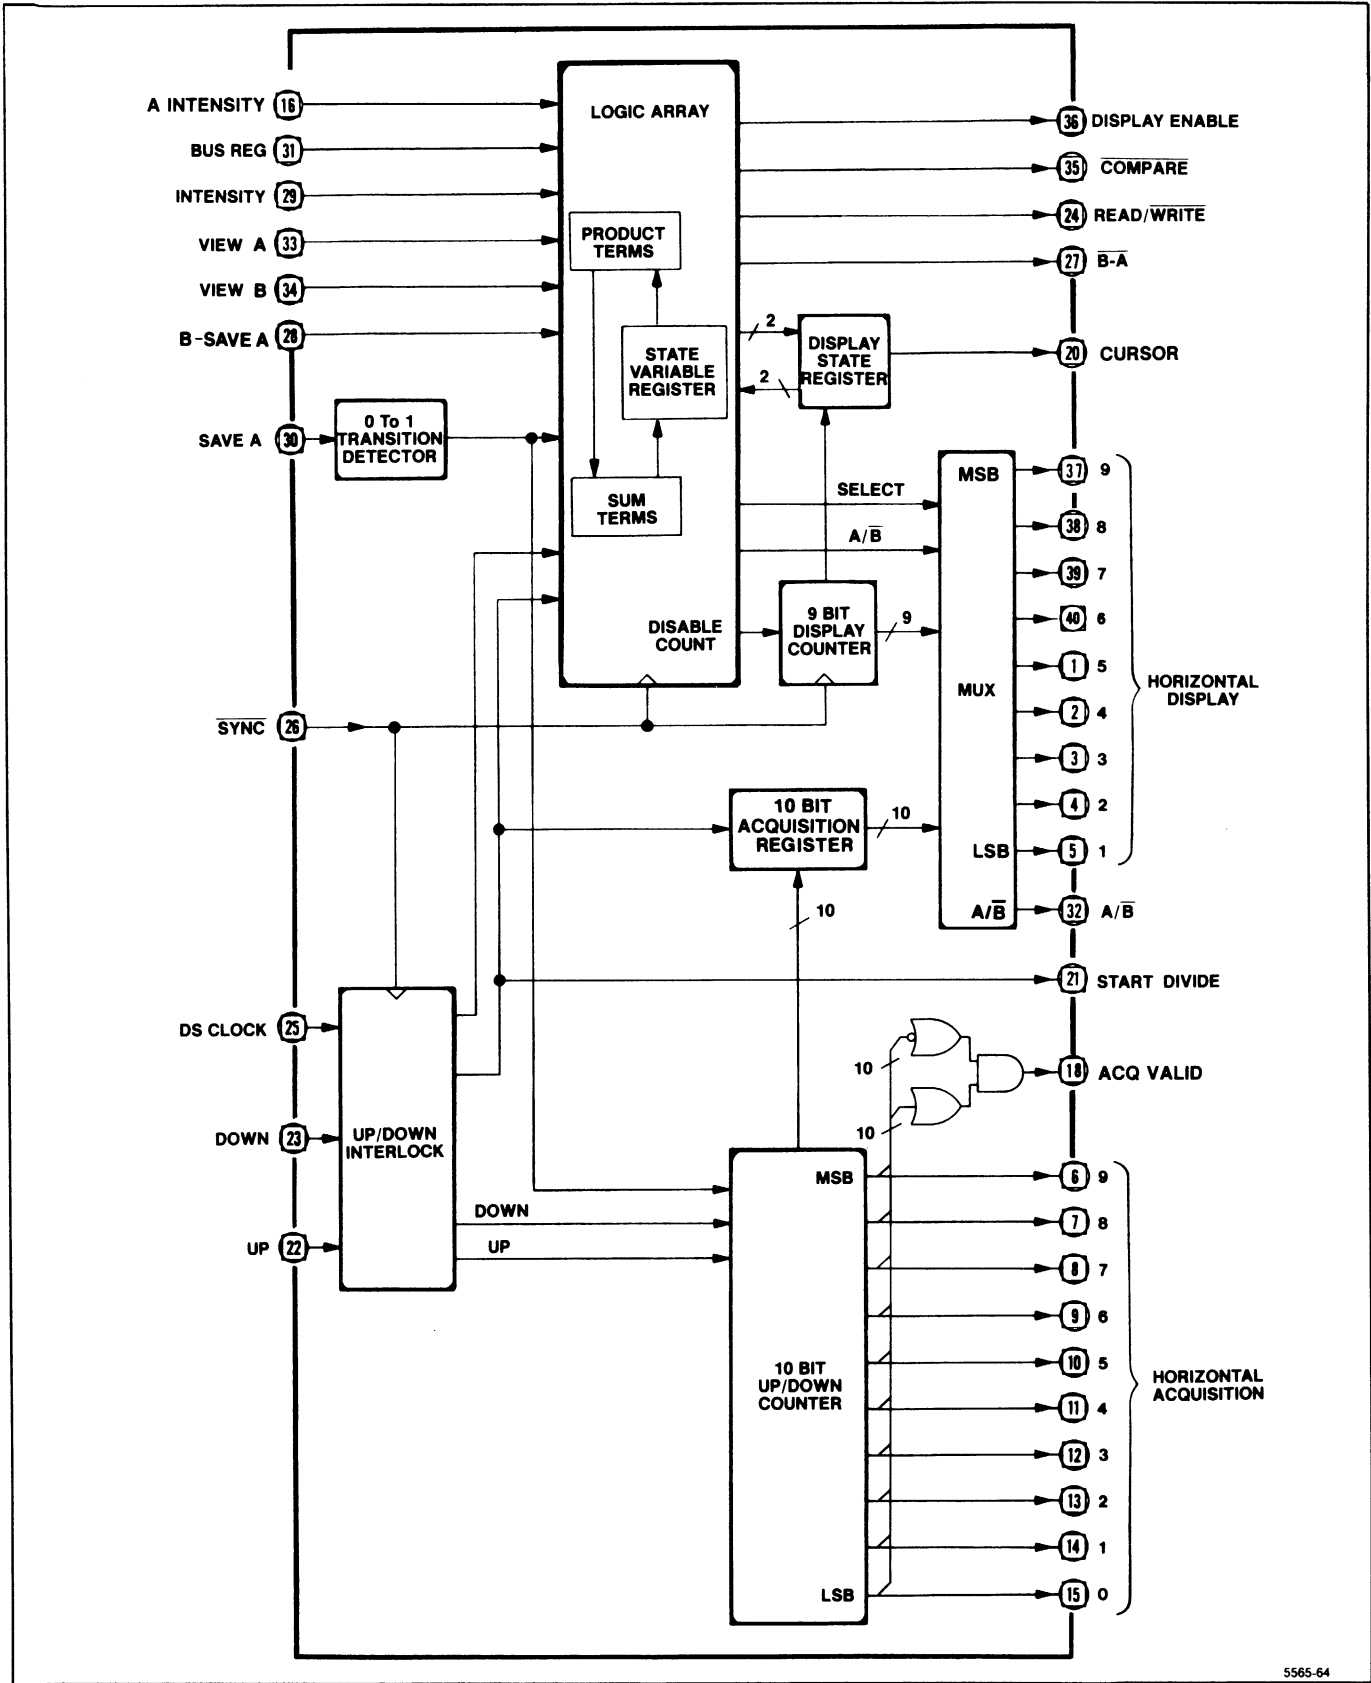 A INTENSITY 16
BUS REG 31
INTENSITY 29
VIEW A 33
VIEW B 34
B-SAVE A 28
SAVE A 30
0 To 1
TRANSITION
DETECTOR
SYNC 26
DS CLOCK 25
DOWN 23
UP 22
UP/DOWN
INTERLOCK
DOWN
UP
LOGIC ARRAY
PRODUCT
TERMS
STATE
VARIABLE
REGISTER
SUM
TERMS
DISABLE
COUNT
2
2
DISPLAY
STATE
REGISTER
SELECT
A/B
9 BIT
DISPLAY
COUNTER
9
10 BIT
ACQUISITION
REGISTER
10
10
MSB
MUX
LSB
A/B
36 DISPLAY ENABLE
35 COMPARE
24 READ/WRITE
27 B-A
20 CURSOR
37 9
38 8
39 7
40 6
1 5
2 4
3 3
4 2
5 1
HORIZONTAL
DISPLAY
32 A/B
21 START DIVIDE
10
10
18 ACQ VALID
MSB
10 BIT
UP/DOWN
COUNTER
LSB
6 9
7 8
8 7
9 6
10 5
11 4
12 3
13 2
14 1
15 0
HORIZONTAL
ACQUISITION
5565-64